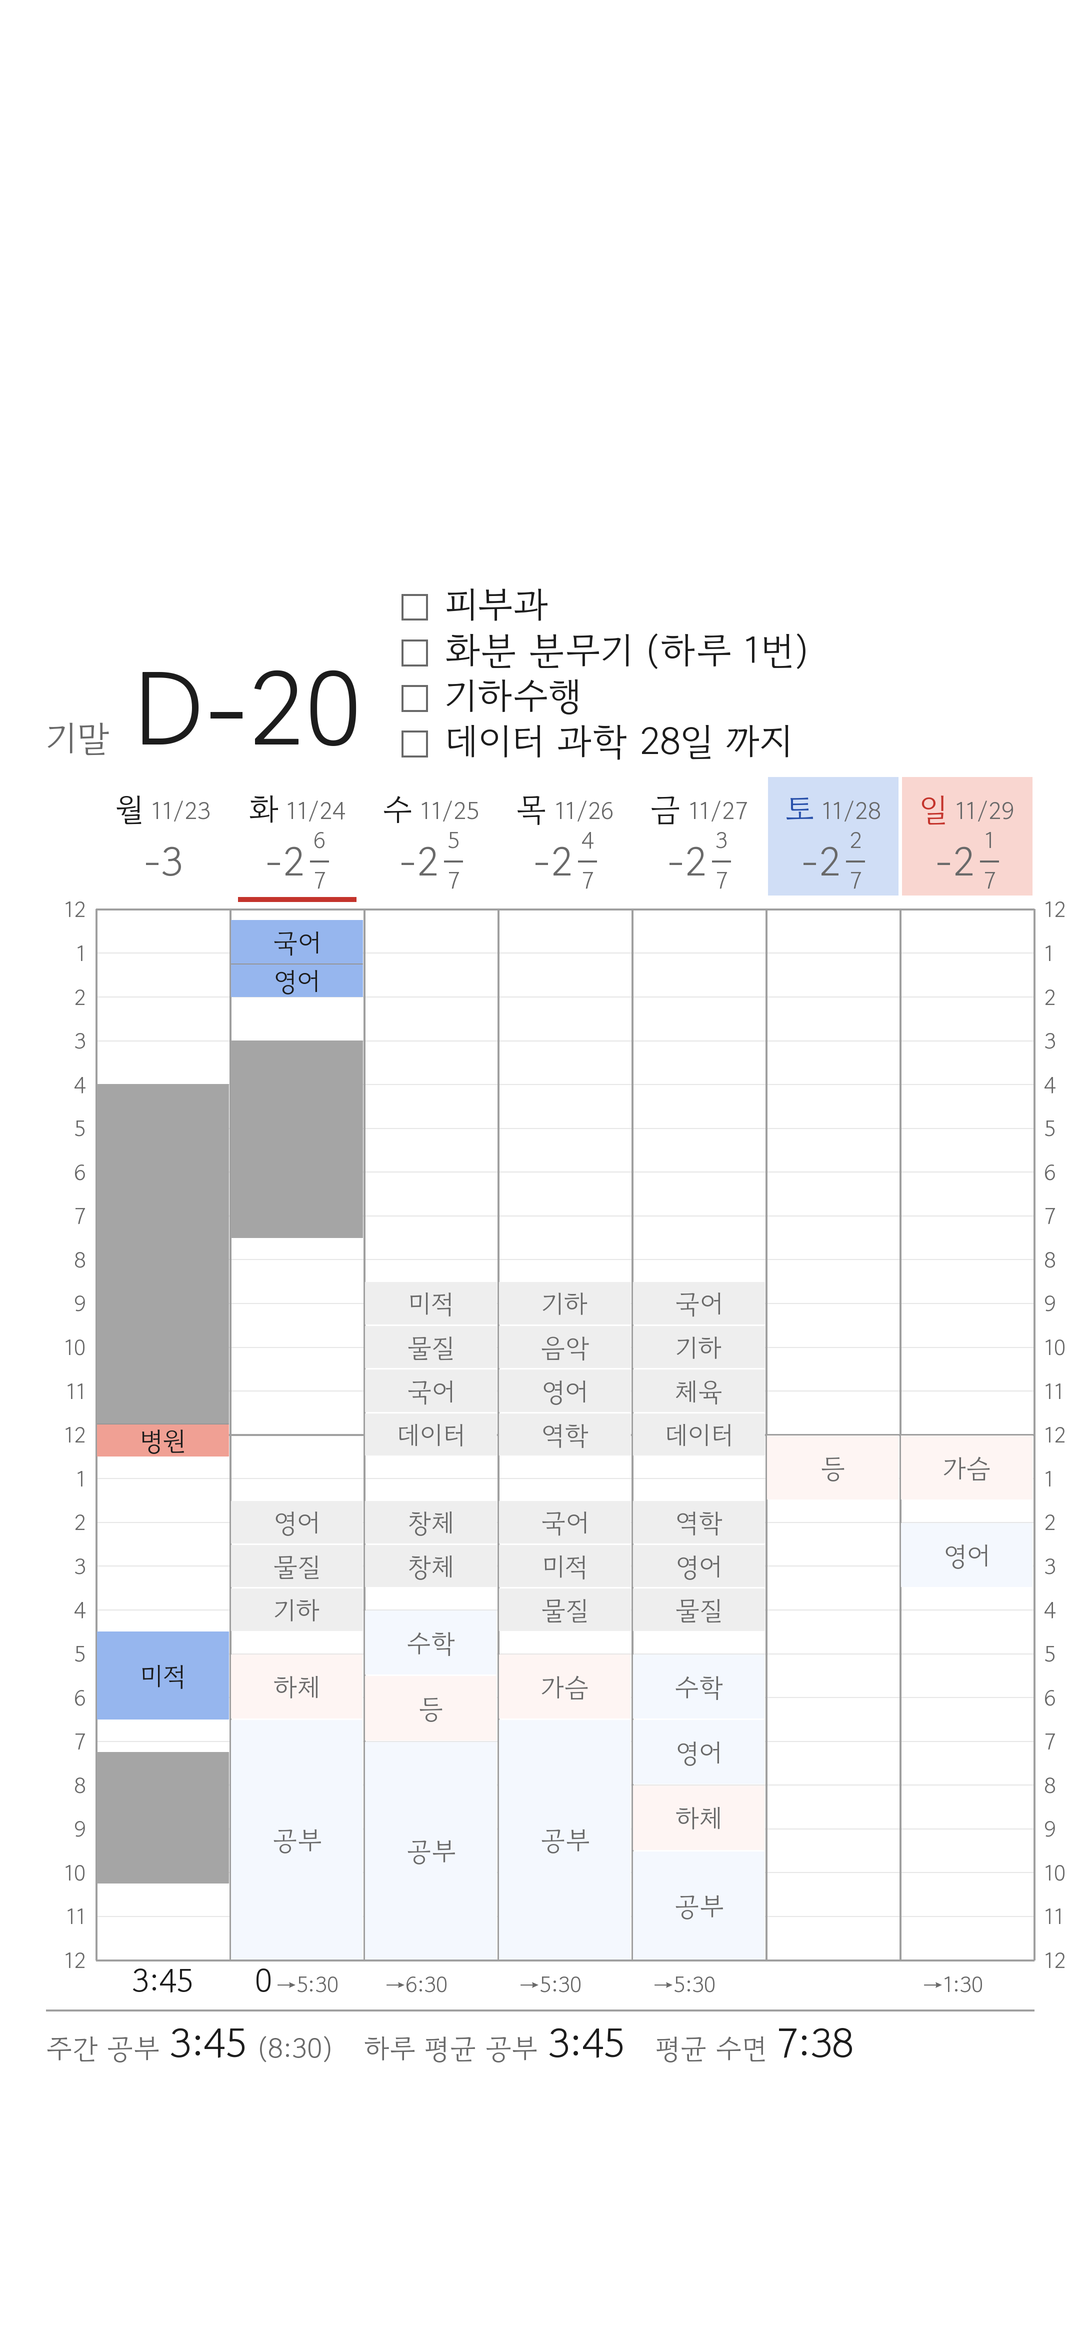 피부과
화분 분무기 (하루 1번)
기말 D-20
기하수행
데이터 과학 28일 까지
월 11/23 화 11/24 수 11/25 목 11/26 금 11/27 토 11/28 일 11/29
-3 -2 6/7 -2 5/7 -2 4/7 -2 3/7 -2 2/7 -2 1/7
12 12
국어
1 1
영어
2 2
3 3
4 4
5 5
6 6
7 7
8 8
9 미적 기하 국어 9
10 물질 음악 기하 10
11 국어 영어 체육 11
12 병원 데이터 역학 데이터 12
1 등 가슴 1
2 영어 창체 국어 역학 2
3 물질 창체 미적 영어 영어 3
4 기하 물질 물질 4
수학
5 5
미적 하체 가슴 수학
6 등 6
7 영어 7
8 하체 8
9 공부 공부 공부 9
10 10
11 공부 11
12 12
3:45 0 →5:30 →6:30 →5:30 →5:30 →1:30
주간 공부 3:45 (8:30) 하루 평균 공부 3:45 평균 수면 7:38